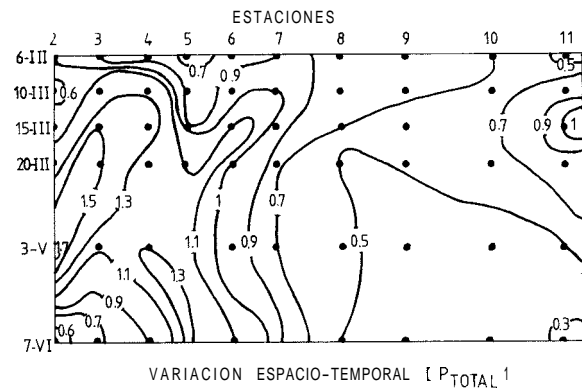 ESTACIONES
2 3 4 5 6 7 8 9 10 11
6-III 0.7 0.9 0.5
10-III 0.6
0.7 0.9 1
15-III
20-III
1.5 1.3 1 0.7
1.1 0.9 0.5
3-V 1.7
1.1 1.3
0.9
0.7 0.3
0.6
7-VI
VARIACION ESPACIO-TEMPORAL [ PTOTAL ]